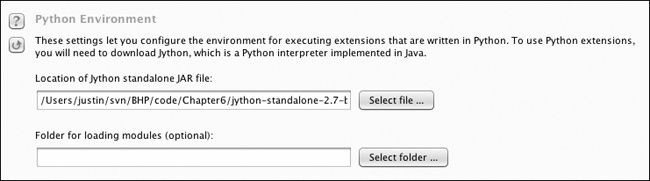 Python Environment
These settings let you configure the environment for executing extensions that are written in Python. To use Python extensions,
you will need to download Jython, which is a Python interpreter implemented in Java.
Location of Jython standalone JAR file:
/Users/justin/svn/BHP/code/Chapter6/jython-standalone-2.7-b Select file ...
Folder for loading modules (optional):
Select folder ...